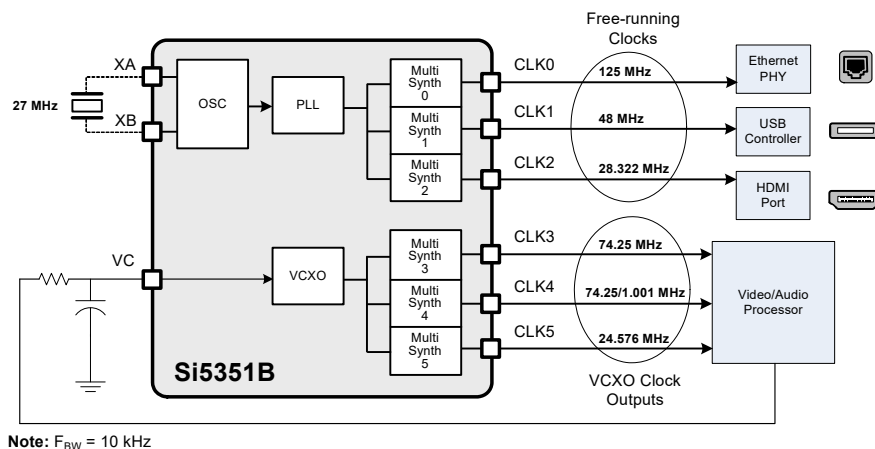 Free-running
Clocks
XA
27 MHz
XB
OSC
PLL
Multi
Synth
0
Multi
Synth
1
Multi
Synth
2
CLK0
125 MHz
CLK1
48 MHz
CLK2
28.322 MHz
Ethernet
PHY
USB
Controller
HDMI
Port
VC
VCXO
Multi
Synth
3
Multi
Synth
4
Multi
Synth
5
CLK3
74.25 MHz
CLK4
74.25/1.001 MHz
CLK5
24.576 MHz
Video/Audio
Processor
Si5351B
VCXO Clock
Outputs
Note: FBW = 10 kHz